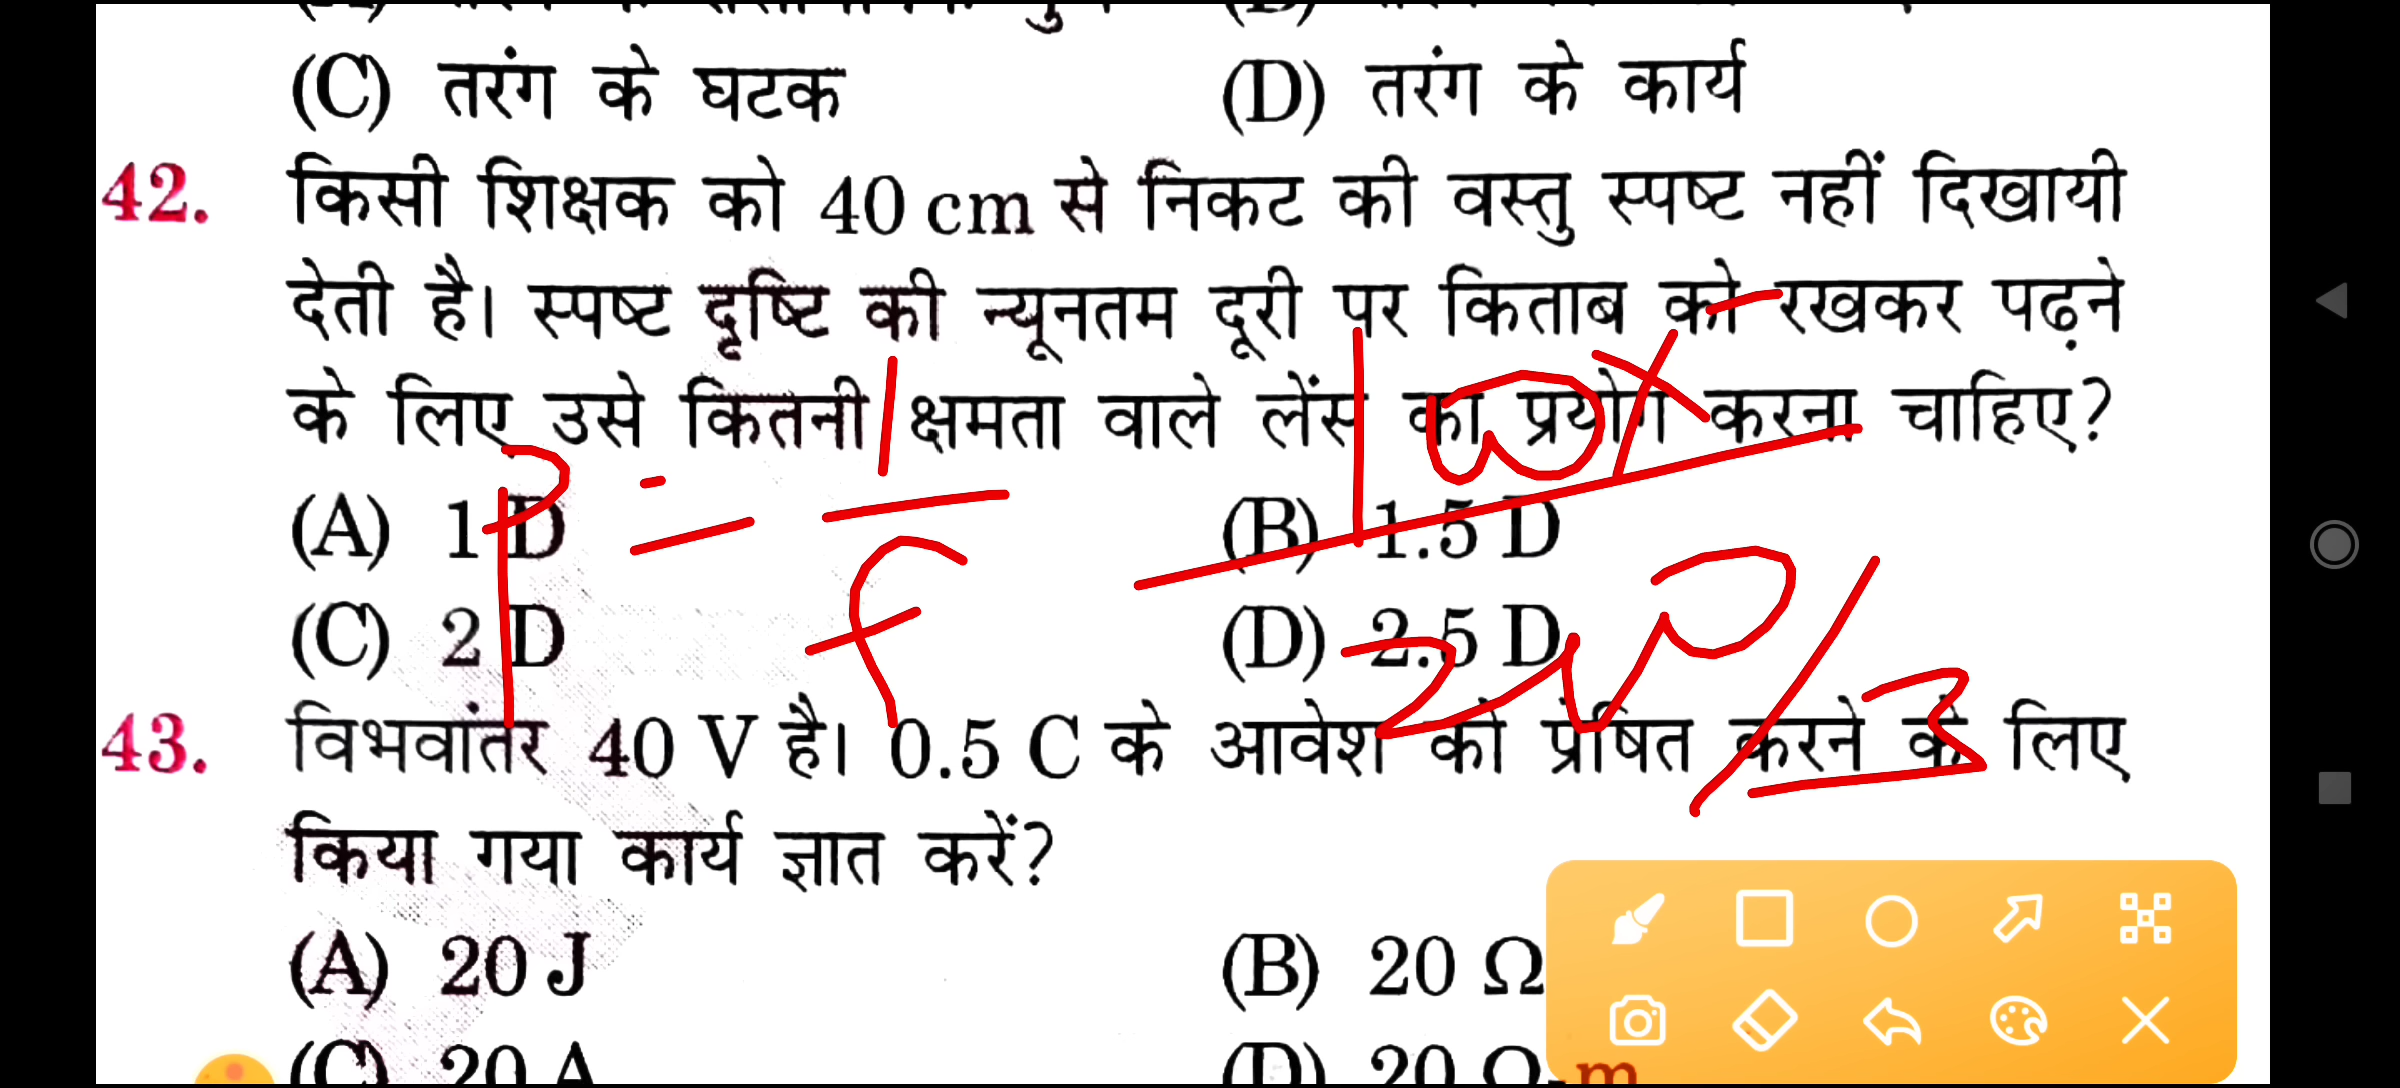 (C) तरंग के घटक (D) तरंग के कार्य
42. किसी शिक्षक को 40 cm से निकट की वस्तु स्पष्ट नहीं दिखायी
देती है। स्पष्ट दृष्टि की न्यूनतम दूरी पर किताब को रखकर पढ़ने
के लिए उसे कितनी क्षमता वाले लेंस का प्रयोग करना चाहिए?
(A) 1 D (B) 1.5 D
(C) 2 D (D) 2.5 D
P = 1/f
200/3
43. विभवांतर 40 V है। 0.5 C के आवेश को प्रेषित करने के लिए
किया गया कार्य ज्ञात करें?
(A) 20 J (B) 20 Ω
(C) 20 A (D) 20 Ω-m